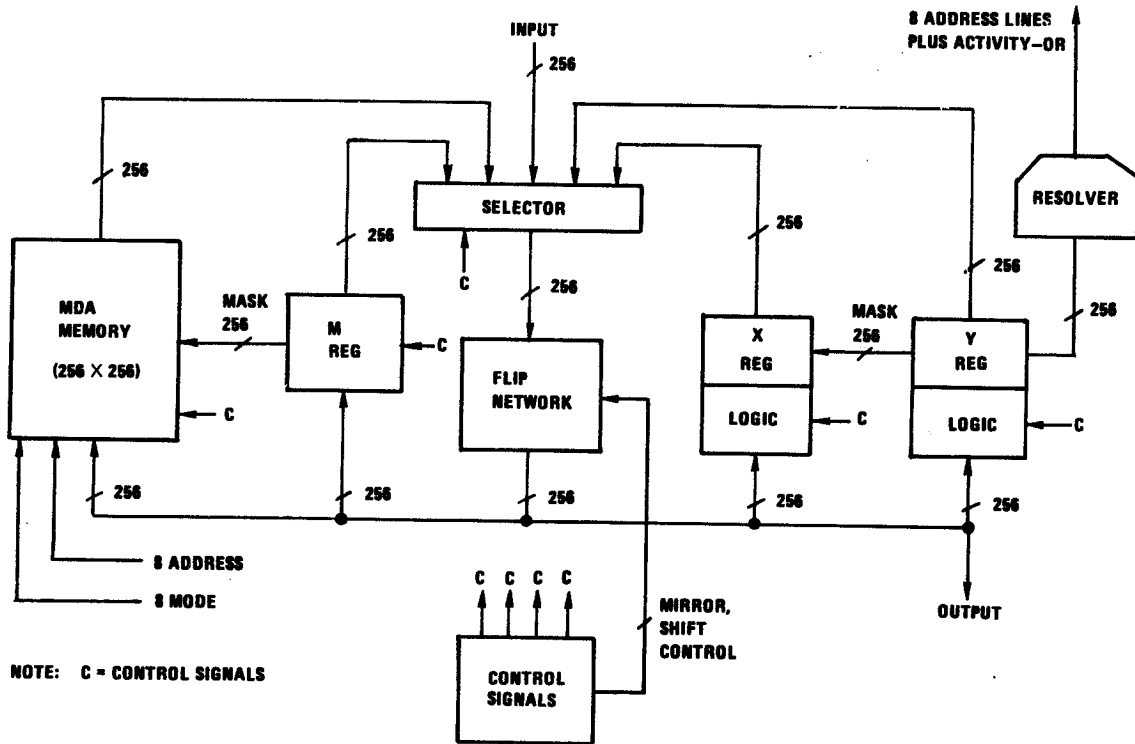 8 ADDRESS LINES
PLUS ACTIVITY–OR
INPUT
256
256
256
SELECTOR
C
256
256
256
256
RESOLVER
MDA
MEMORY
(256 X 256)
MASK
256
M
REG
C
C
FLIP
NETWORK
X
REG
LOGIC
MASK
256
Y
REG
LOGIC
C
C
256
256
256
256
256
8 ADDRESS
8 MODE
C C C C
MIRROR,
SHIFT
CONTROL
OUTPUT
CONTROL
SIGNALS
NOTE: C = CONTROL SIGNALS